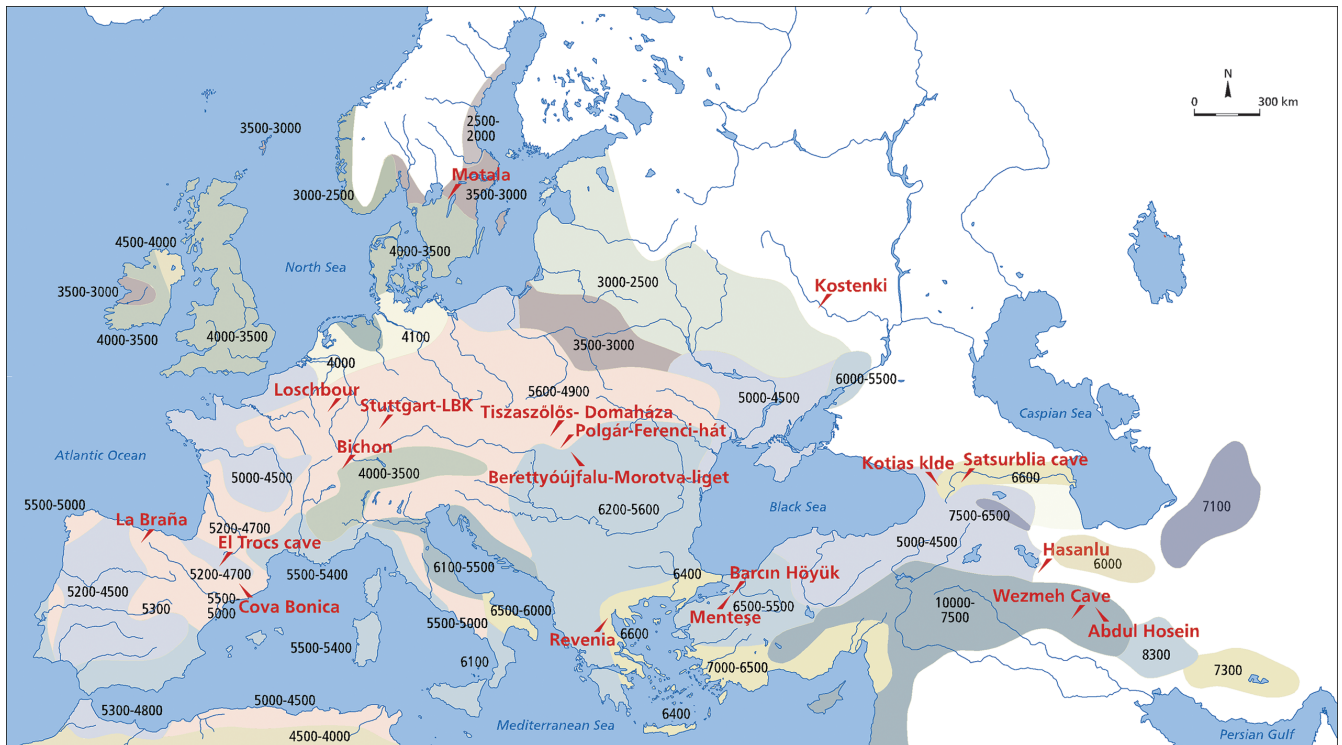 N
0 300 km
3500-3000
2500-
2000
Motala
3500-3000
3000-2500
4500-4000
4000-3500
North Sea
3500-3000
3000-2500
Kostenki
4000-3500
4000-3500
4100
3500-3000
4000
6000-5500
Loschbour
5600-4900
5000-4500
Stuttgart-LBK
Tiszaszőlős- Domaháza
Caspian Sea
Polgár-Ferenci-hát
Bichon
Atlantic Ocean
Kotias klde
Satsurblia cave
4000-3500
5000-4500
Berettyóújfalu-Morotva-liget
6600
5500-5000
6200-5600
Black Sea
7100
La Braña
7500-6500
5200-4700
El Trocs cave
5000-4500
Hasanlu
6100-5500
6000
5200-4700
5500-5400
6400
Barcın Höyük
5200-4500
Wezmeh Cave
5500-
5000
5300
Cova Bonica
6500-6000
6500-5500
10000-
7500
Menteşe
5500-5000
Revenia
6600
Abdul Hosein
5500-5400
6100
7000-6500
8300
7300
5000-4500
5300-4800
6400
Mediterranean Sea
4500-4000
Persian Gulf